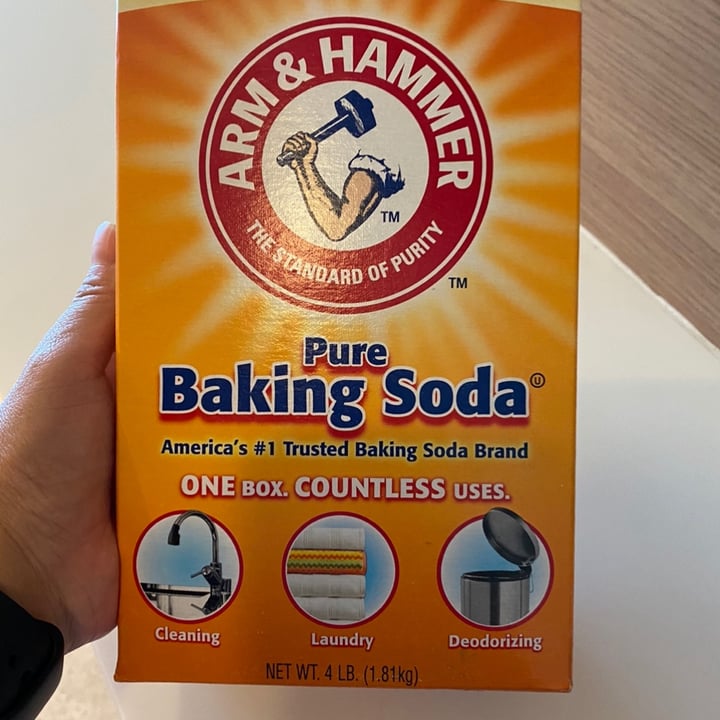 ARM & HAMMER
TM
THE STANDARD OF PURITY
TM
Pure
Baking Soda Ⓤ
America's #1 Trusted Baking Soda Brand
ONE BOX. COUNTLESS USES.
Cleaning Laundry Deodorizing
NET WT. 4 LB. (1.81kg)